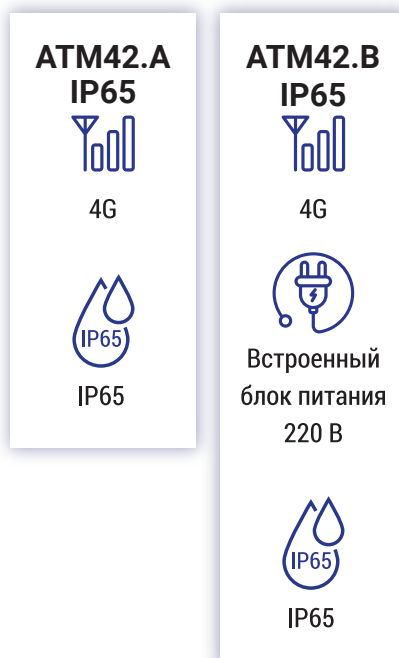 ATM42.A
IP65
4G
IP65
IP65
ATM42.B
IP65
4G
Встроенный
блок питания
220 В
IP65
IP65